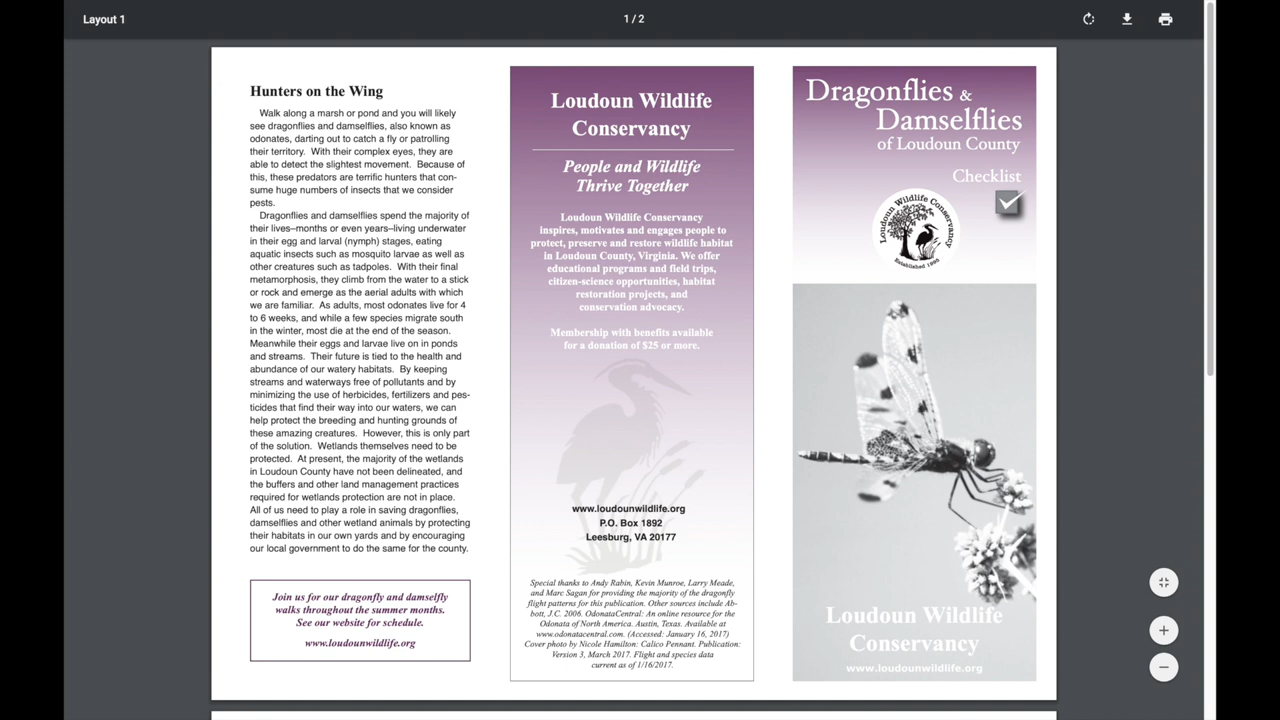 Layout 1
1 / 2
Hunters on the Wing
Walk along a marsh or pond and you will likely
see dragonflies and damselflies, also known as
odonates, darting out to catch a fly or patrolling
their territory. With their complex eyes, they are
able to detect the slightest movement. Because of
this, these predators are terrific hunters that con-
sume huge numbers of insects that we consider
pests.
Dragonflies and damselflies spend the majority of
their lives–months or even years–living underwater
in their egg and larval (nymph) stages, eating
aquatic insects such as mosquito larvae as well as
other creatures such as tadpoles. With their final
metamorphosis, they climb from the water to a stick
or rock and emerge as the aerial adults with which
we are familiar. As adults, most odonates live for 4
to 6 weeks, and while a few species migrate south
in the winter, most die at the end of the season.
Meanwhile their eggs and larvae live on in ponds
and streams. Their future is tied to the health and
abundance of our watery habitats. By keeping
streams and waterways free of pollutants and by
minimizing the use of herbicides, fertilizers and pes-
ticides that find their way into our waters, we can
help protect the breeding and hunting grounds of
these amazing creatures. However, this is only part
of the solution. Wetlands themselves need to be
protected. At present, the majority of the wetlands
in Loudoun County have not been delineated, and
the buffers and other land management practices
required for wetlands protection are not in place.
All of us need to play a role in saving dragonflies,
damselflies and other wetland animals by protecting
their habitats in our own yards and by encouraging
our local government to do the same for the county.
Join us for our dragonfly and damselfly
walks throughout the summer months.
See our website for schedule.
www.loudounwildlife.org
Loudoun Wildlife
Conservancy
People and Wildlife
Thrive Together
Loudoun Wildlife Conservancy
inspires, motivates and engages people to
protect, preserve and restore wildlife habitat
in Loudoun County, Virginia. We offer
educational programs and field trips,
citizen-science opportunities, habitat
restoration projects, and
conservation advocacy.
Membership with benefits available
for a donation of $25 or more.
www.loudounwildlife.org
P.O. Box 1892
Leesburg, VA 20177
Special thanks to Andy Rabin, Kevin Munroe, Larry Meade,
and Marc Sagan for providing the majority of the dragonfly
flight patterns for this publication. Other sources include Ab-
bott, J.C. 2006. OdonataCentral: An online resource for the
Odonata of North America. Austin, Texas. Available at
www.odonatacentral.com. (Accessed: January 16, 2017)
Cover photo by Nicole Hamilton: Calico Pennant. Publication:
Version 3, March 2017. Flight and species data
current as of 1/16/2017.
Dragonflies &
Damselflies
of Loudoun County
Checklist
Loudoun Wildlife Conservancy
Established 1995
Loudoun Wildlife
Conservancy
www.loudounwildlife.org